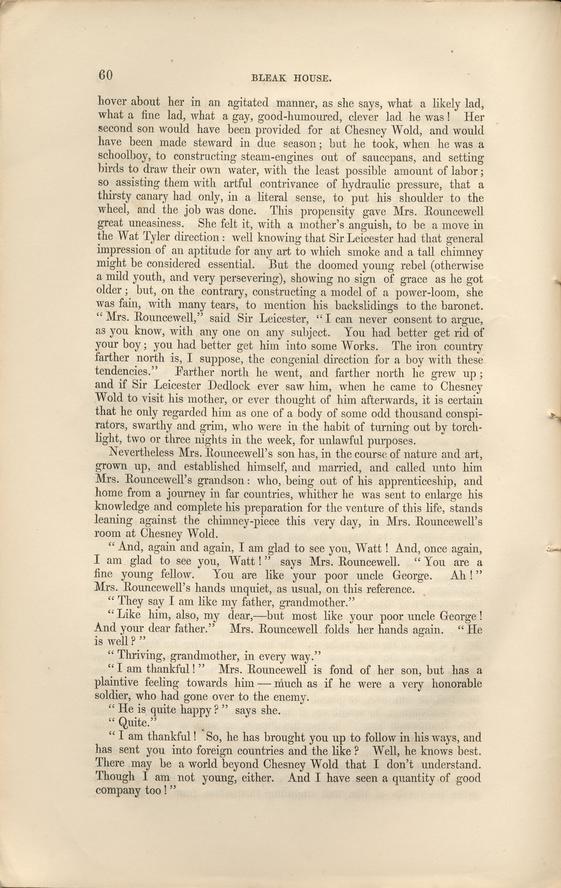 60
BLEAK HOUSE.
hover about her in an agitated manner, as she says, what a likely lad,
what a fine lad, what a gay, good-humoured, clever lad he was! Her
second son would have been provided for at Chesney Wold, and would
have been made steward in due season; but he took, when he was a
schoolboy, to constructing steam-engines out of saucepans, and setting
birds to draw their own water, with the least possible amount of labor;
so assisting them with artful contrivance of hydraulic pressure, that a
thirsty canary had only, in a literal sense, to put his shoulder to the
wheel, and the job was done. This propensity gave Mrs. Rouncewell
great uneasiness. She felt it, with a mother's anguish, to be a move in
the Wat Tyler direction: well knowing that Sir Leicester had that general
impression of an aptitude for any art to which smoke and a tall chimney
might be considered essential. But the doomed young rebel (otherwise
a mild youth, and very persevering), showing no sign of grace as he got
older; but, on the contrary, constructing a model of a power-loom, she
was fain, with many tears, to mention his backslidings to the baronet.
"Mrs. Rouncewell," said Sir Leicester, "I can never consent to argue,
as you know, with any one on any subject. You had better get rid of
your boy; you had better get him into some Works. The iron country
farther north is, I suppose, the congenial direction for a boy with these
tendencies." Farther north he went, and farther north he grew up;
and if Sir Leicester Dedlock ever saw him, when he came to Chesney
Wold to visit his mother, or ever thought of him afterwards, it is certain
that he only regarded him as one of a body of some odd thousand conspi-
rators, swarthy and grim, who were in the habit of turning out by torch-
light, two or three nights in the week, for unlawful purposes.
Nevertheless Mrs. Rouncewell's son has, in the course of nature and art,
grown up, and established himself, and married, and called unto him
Mrs. Rouncewell's grandson: who, being out of his apprenticeship, and
home from a journey in far countries, whither he was sent to enlarge his
knowledge and complete his preparation for the venture of this life, stands
leaning against the chimney-piece this very day, in Mrs. Rouncewell's
room at Chesney Wold.
"And, again and again, I am glad to see you, Watt! And, once again,
I am glad to see you, Watt!" says Mrs. Rouncewell. "You are a
fine young fellow. You are like your poor uncle George. Ah!"
Mrs. Rouncewell's hands unquiet, as usual, on this reference.
"They say I am like my father, grandmother."
"Like him, also, my dear,—but most like your poor uncle George!
And your dear father." Mrs. Rouncewell folds her hands again. "He
is well?"
"Thriving, grandmother, in every way."
"I am thankful!" Mrs. Rouncewell is fond of her son, but has a
plaintive feeling towards him—much as if he were a very honorable
soldier, who had gone over to the enemy.
"He is quite happy?" says she.
"Quite."
"I am thankful! So, he has brought you up to follow in his ways, and
has sent you into foreign countries and the like? Well, he knows best.
There may be a world beyond Chesney Wold that I don't understand.
Though I am not young, either. And I have seen a quantity of good
company too!"